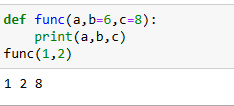 def func(a,b=6,c=8):
    print(a,b,c)
func(1,2)
1 2 8